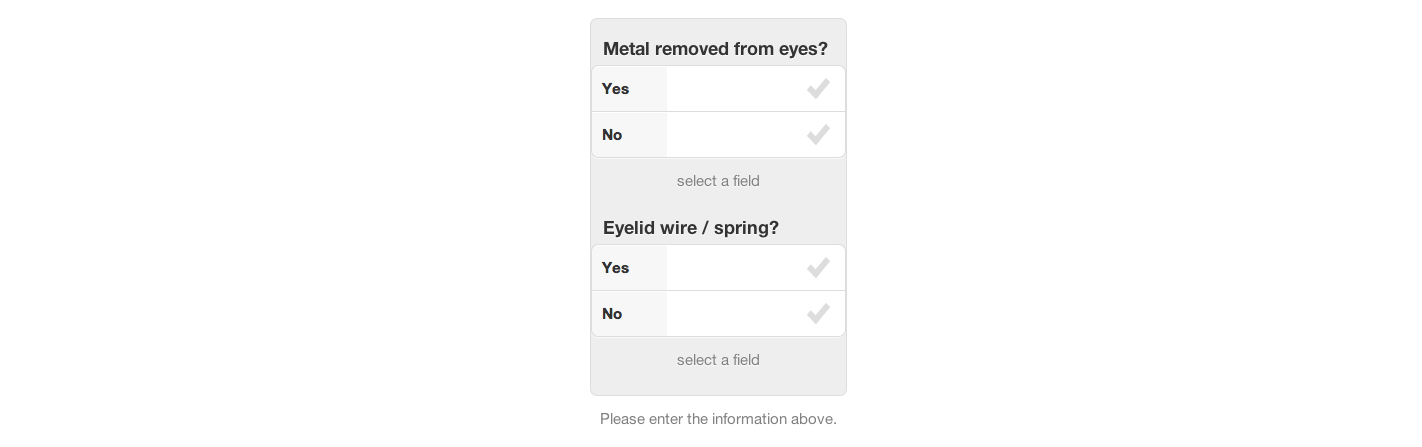 Metal removed from eyes?
Yes
No
select a field
Eyelid wire / spring?
Yes
No
select a field
Please enter the information above.